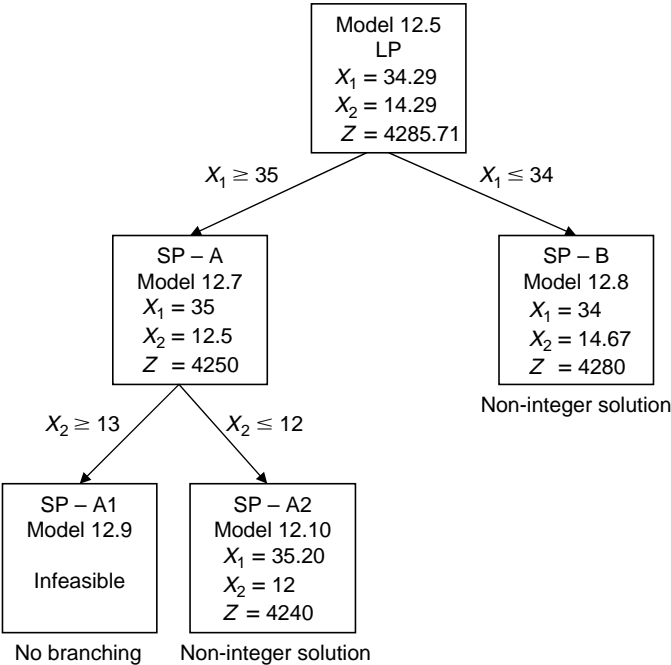 Model 12.5
LP
X₁ = 34.29
X₂ = 14.29
Z = 4285.71
X₁ ≥ 35
X₁ ≤ 34
SP – A
Model 12.7
X₁ = 35
X₂ = 12.5
Z = 4250
SP – B
Model 12.8
X₁ = 34
X₂ = 14.67
Z = 4280
Non-integer solution
X₂ ≥ 13
X₂ ≤ 12
SP – A1
Model 12.9
Infeasible
No branching
SP – A2
Model 12.10
X₁ = 35.20
X₂ = 12
Z = 4240
Non-integer solution